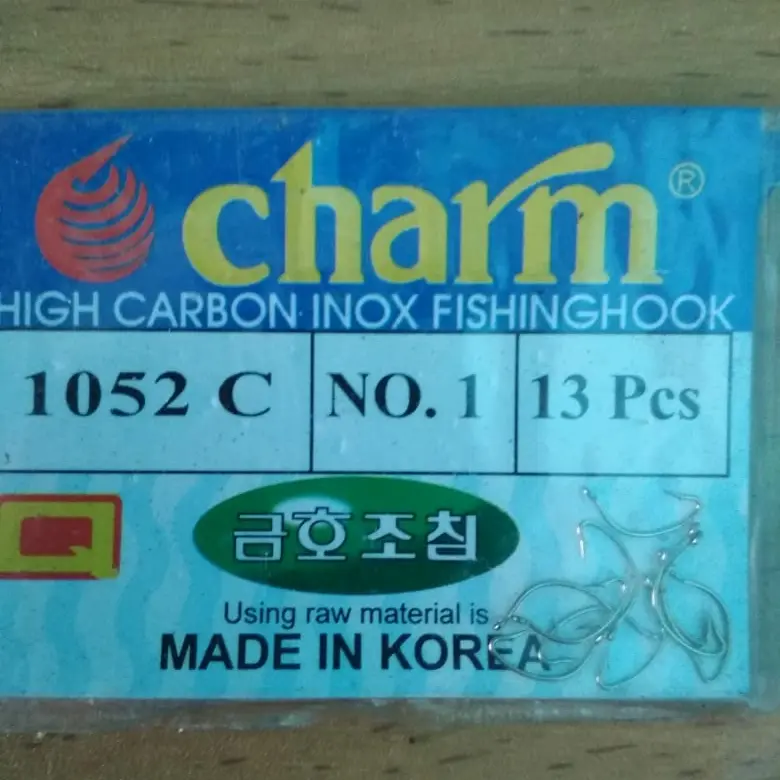 charm®
HIGH CARBON INOX FISHINGHOOK
1052 C NO. 1 13 Pcs
금호조침
Using raw material is
MADE IN KOREA